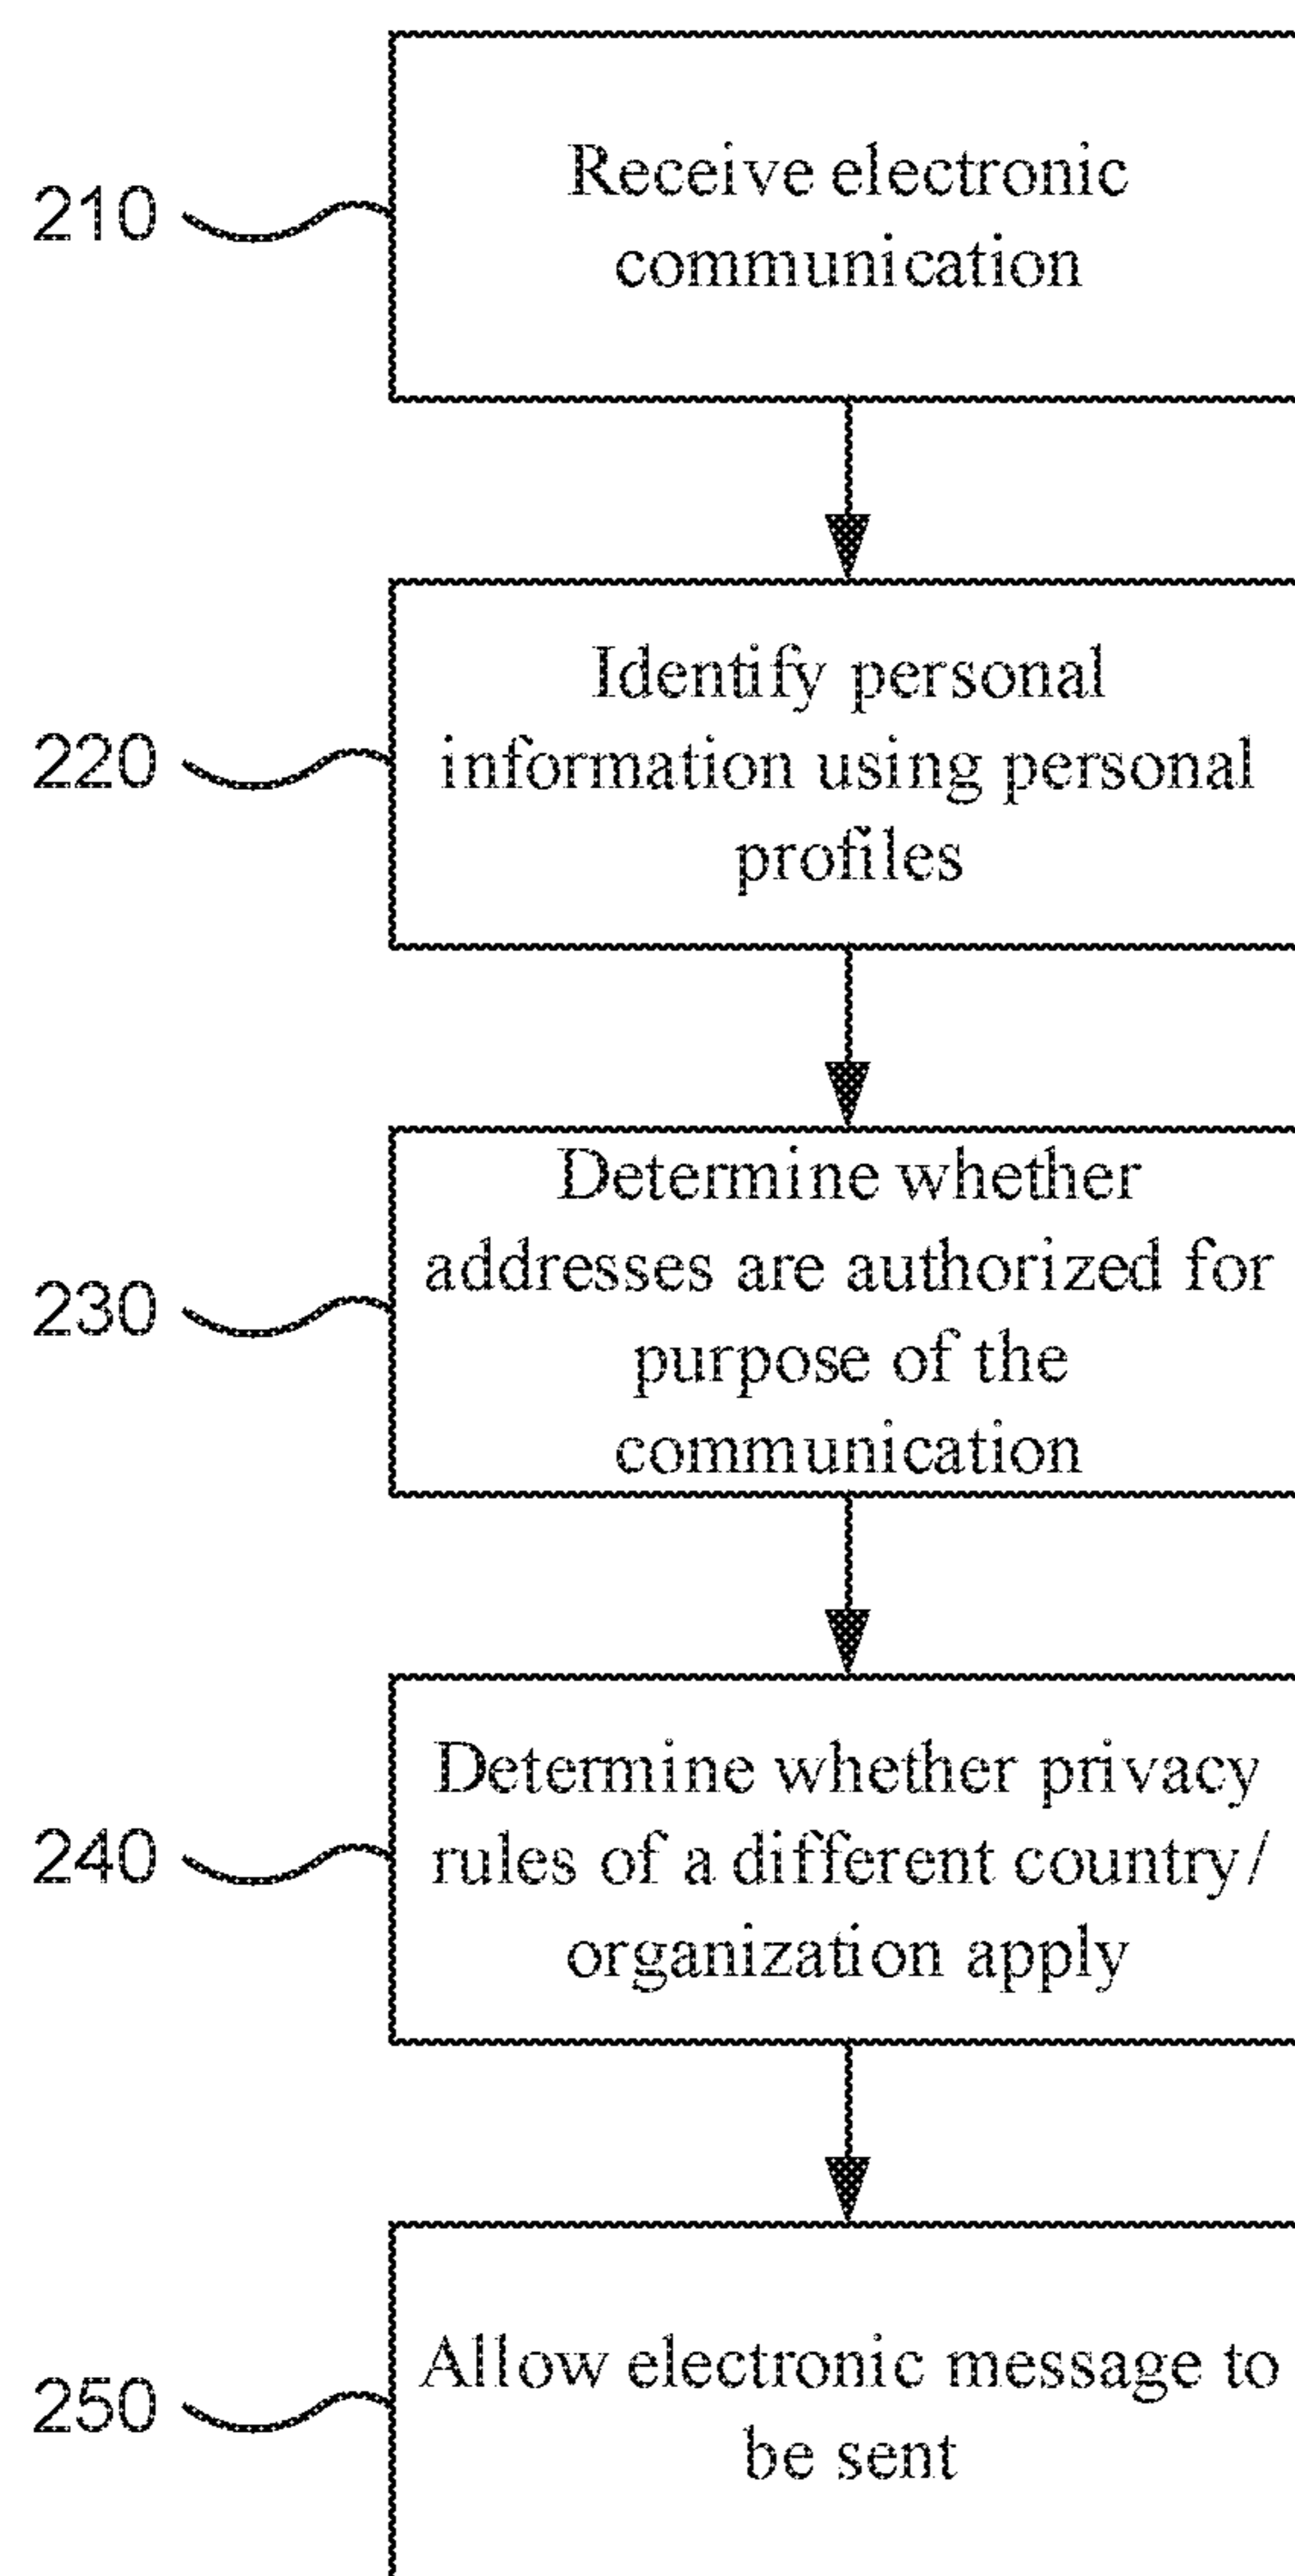 210
Receive electronic
communication
220
Identify personal
information using personal
profiles
230
Determine whether
addresses are authorized for
purpose of the
communication
240
Determine whether privacy
rules of a different country/
organization apply
250
Allow electronic message to
be sent